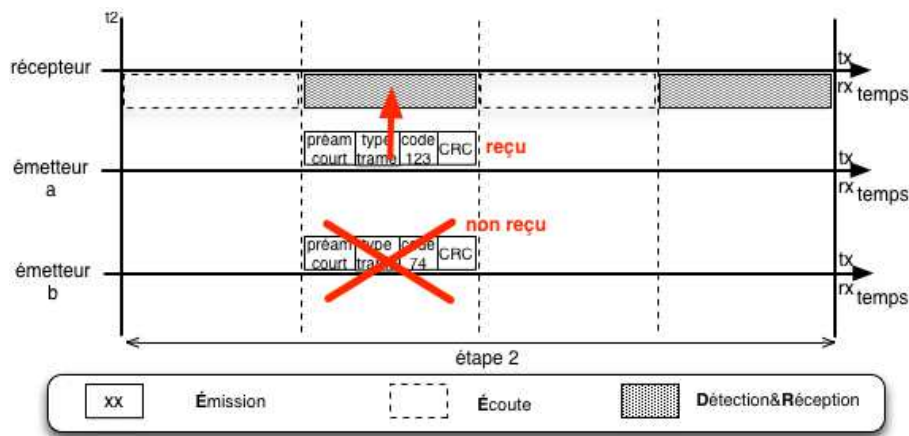 t2
récepteur
tx
rx temps
préam court
type trame
code 123
CRC
reçu
émetteur a
tx
rx temps
non reçu
préam court
type trame
code 74
CRC
émetteur b
tx
rx temps
étape 2
xx
Émission
Écoute
Détection&Réception